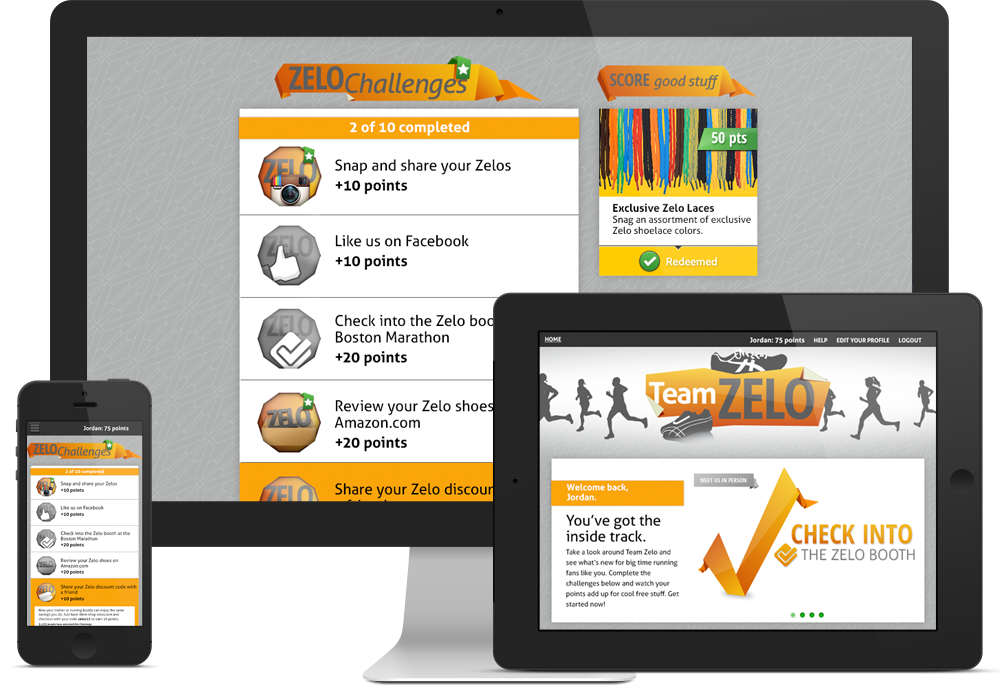 ZELO Challenges
2 of 10 completed
ZELO
Snap and share your Zelos
+10 points
ZELO
Like us on Facebook
+10 points
ZELO
Check into the Zelo boo
Boston Marathon
+20 points
ZELO
Review your Zelo shoes
Amazon.com
+20 points
ZELO
Share your Zelo discoun
SCORE good stuff
50 pts
Exclusive Zelo Laces
Snag an assortment of exclusive
Zelo shoelace colors.
Redeemed
Jordan: 75 points
ZELO Challenges
2 of 10 completed
Snap and share your Zelos
+10 points
Like us on Facebook
+10 points
Check into the Zelo booth at the
Boston Marathon
+20 points
Review your Zelo shoes on
Amazon.com
+20 points
Share your Zelo discount code with
a friend
+10 points
HOME
Jordan: 75 points HELP EDIT YOUR PROFILE LOGOUT
Team ZELO
Welcome back,
Jordan.
You've got the
inside track.
Take a look around Team Zelo and
see what's new for big time running
fans like you. Complete the
challenges below and watch your
points add up for cool free stuff. Get
started now!
MEET US IN PERSON
CHECK INTO
THE ZELO BOOTH